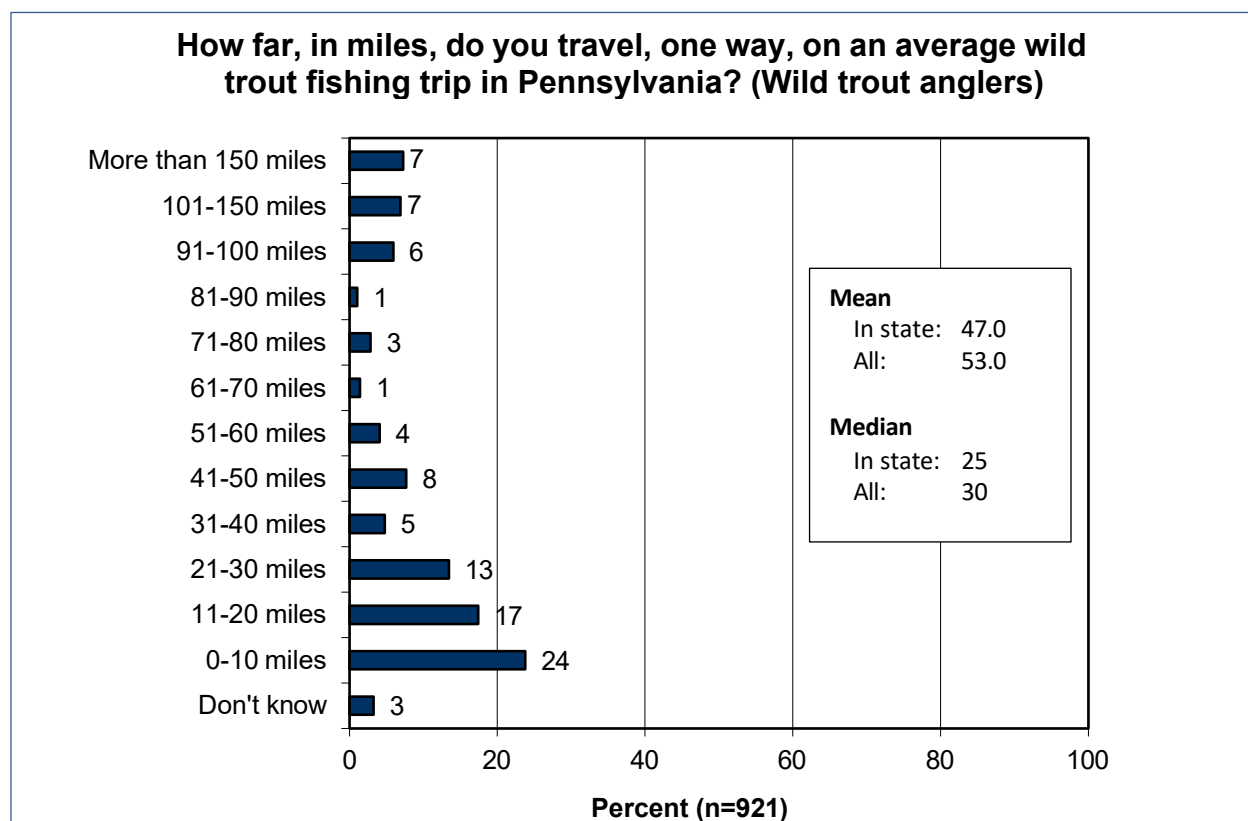 How far, in miles, do you travel, one way, on an average wild
trout fishing trip in Pennsylvania? (Wild trout anglers)
More than 150 miles 7
101-150 miles 7
91-100 miles 6
81-90 miles 1
71-80 miles 3
61-70 miles 1
51-60 miles 4
41-50 miles 8
31-40 miles 5
21-30 miles 13
11-20 miles 17
0-10 miles 24
Don't know 3
Mean
In state: 47.0
All: 53.0
Median
In state: 25
All: 30
0 20 40 60 80 100
Percent (n=921)